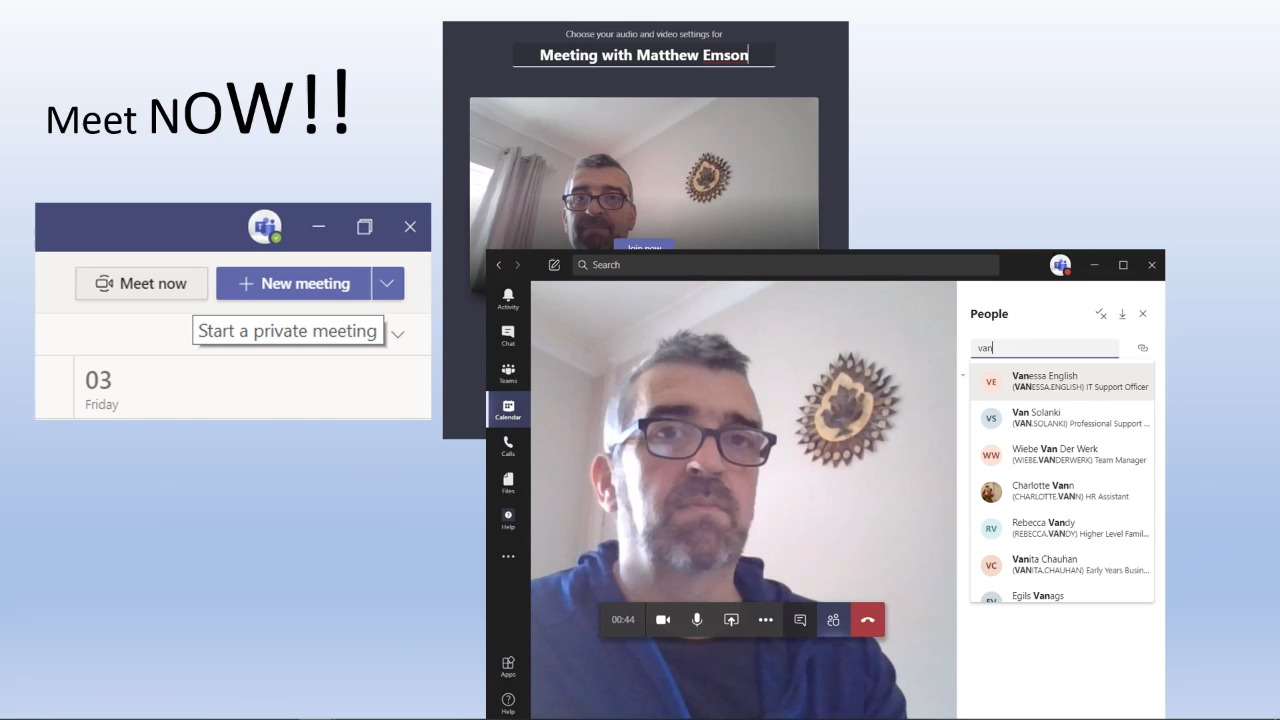 Meet NOW!!
Choose your audio and video settings for
Meeting with Matthew Emson
Join now
Meet now
New meeting
Start a private meeting
03
Friday
Search
Activity
Chat
Teams
Calendar
Calls
Files
Help
Apps
Help
00:44
People
van
VE
Vanessa English
(VANESSA.ENGLISH) IT Support Officer
VS
Van Solanki
(VAN.SOLANKI) Professional Support ...
WW
Wiebe Van Der Werk
(WIEBE.VANDERWERK) Team Manager
Charlotte Vann
(CHARLOTTE.VANN) HR Assistant
RV
Rebecca Vandy
(REBECCA.VANDY) Higher Level Famil...
VC
Vanita Chauhan
(VANITA.CHAUHAN) Early Years Busin...
EV
Egils Vanags